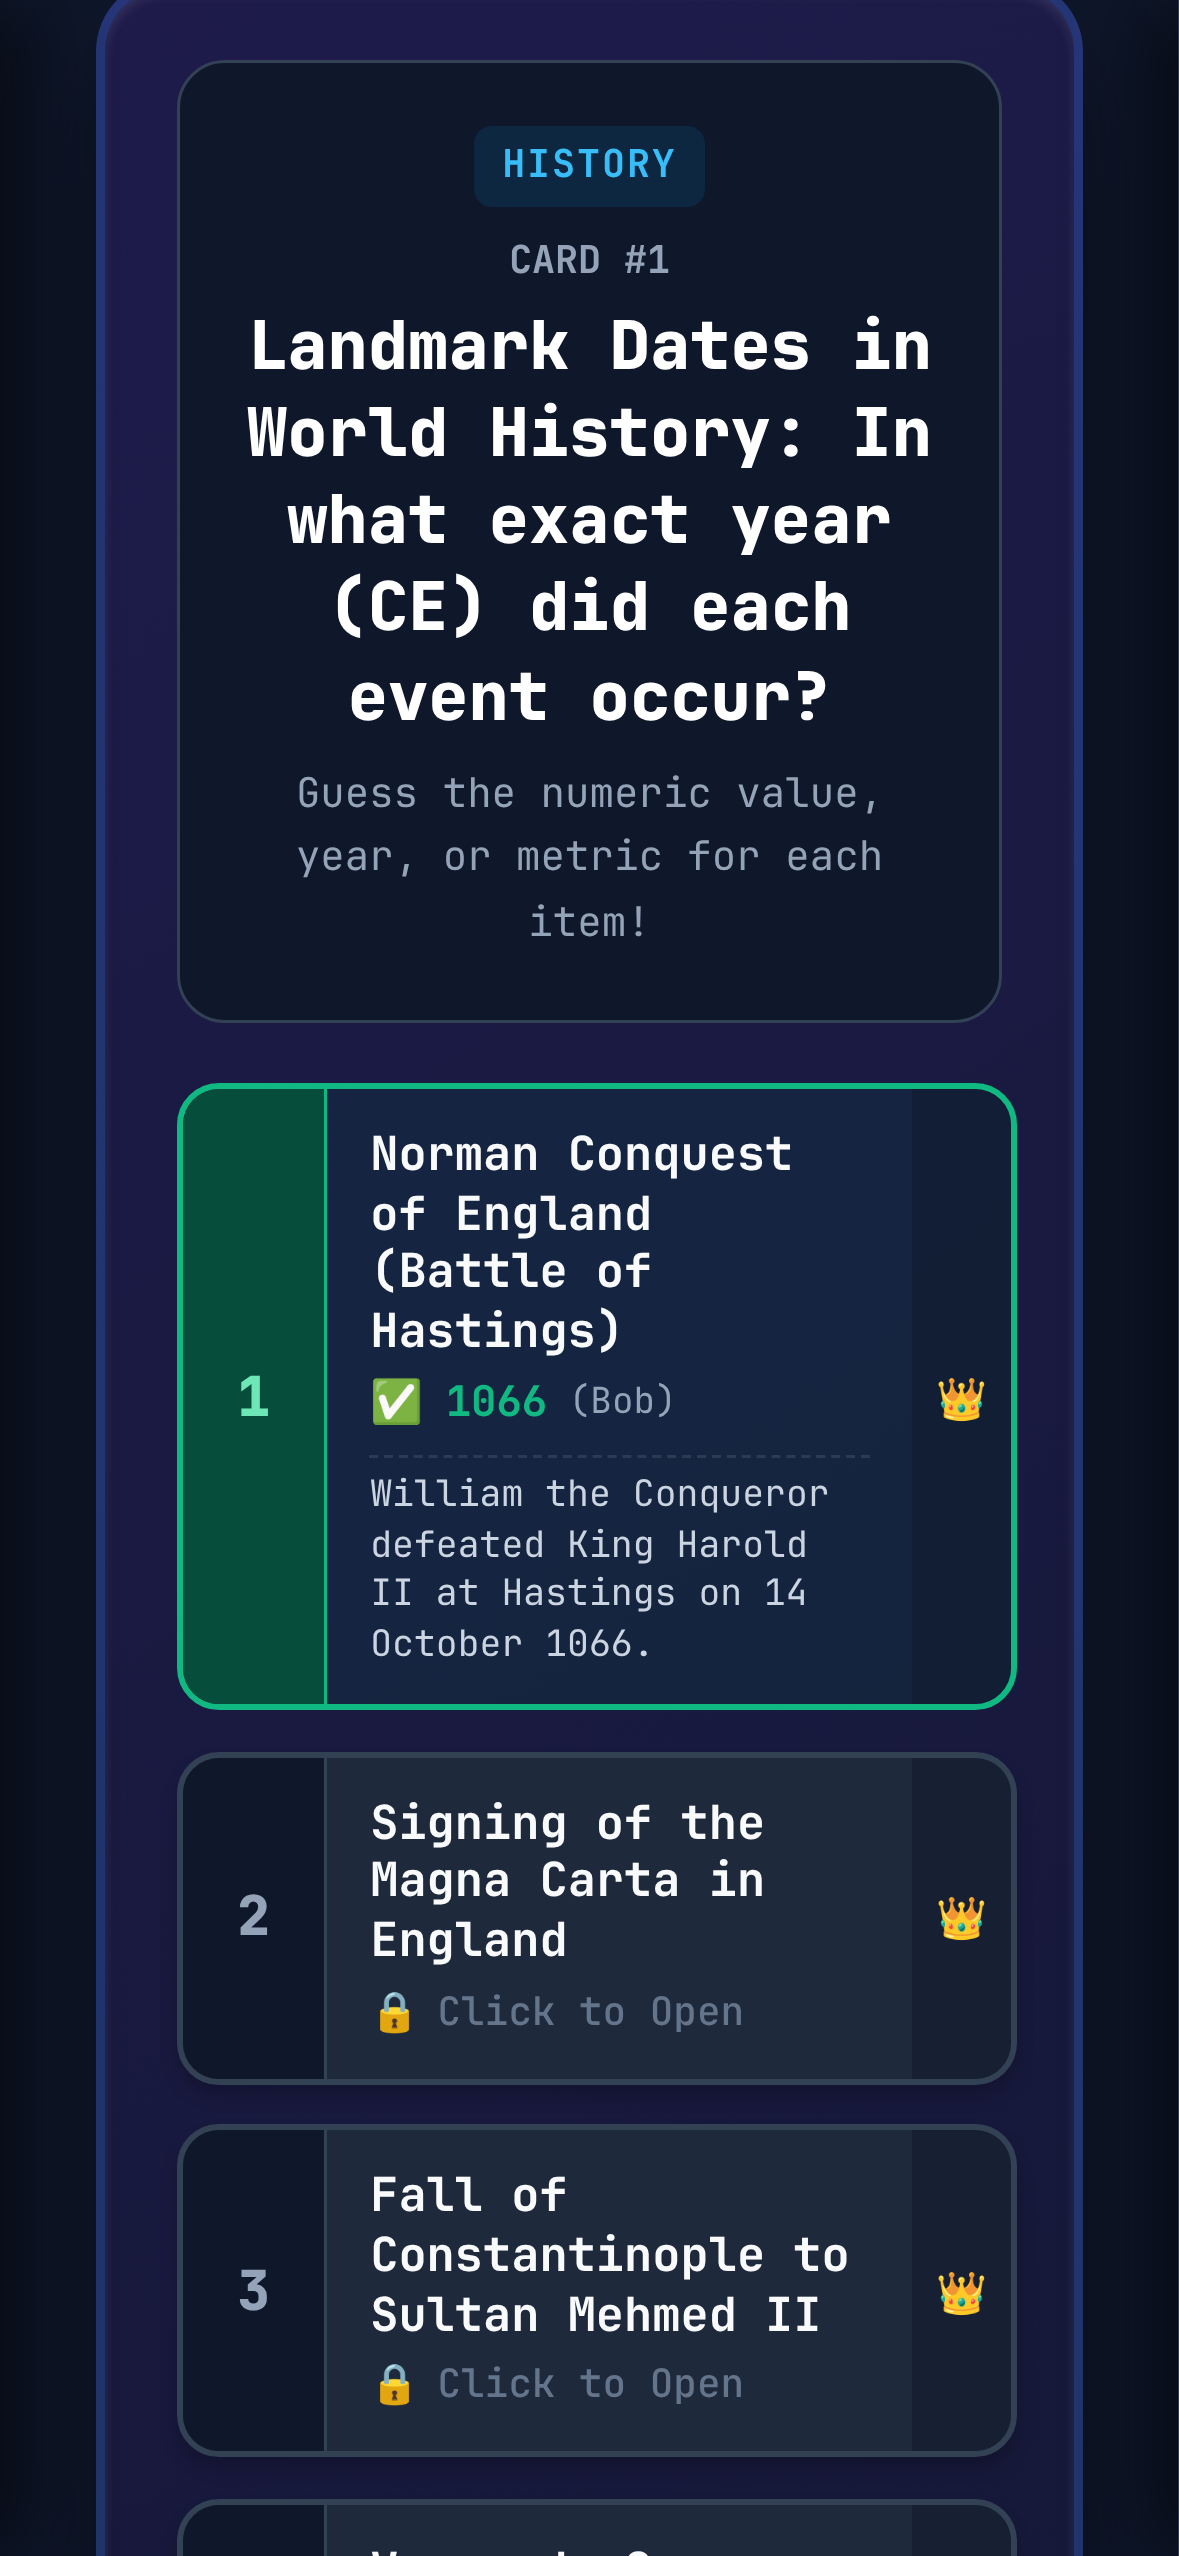 HISTORY
CARD #1
Landmark Dates in
World History: In
what exact year
(CE) did each
event occur?
Guess the numeric value,
year, or metric for each
item!
Norman Conquest
of England
(Battle of
Hastings)
1
✅ 1066 (Bob)
👑
William the Conqueror
defeated King Harold
II at Hastings on 14
October 1066.
Signing of the
Magna Carta in
England
2
👑
🔒 Click to Open
Fall of
Constantinople to
Sultan Mehmed II
3
👑
🔒 Click to Open